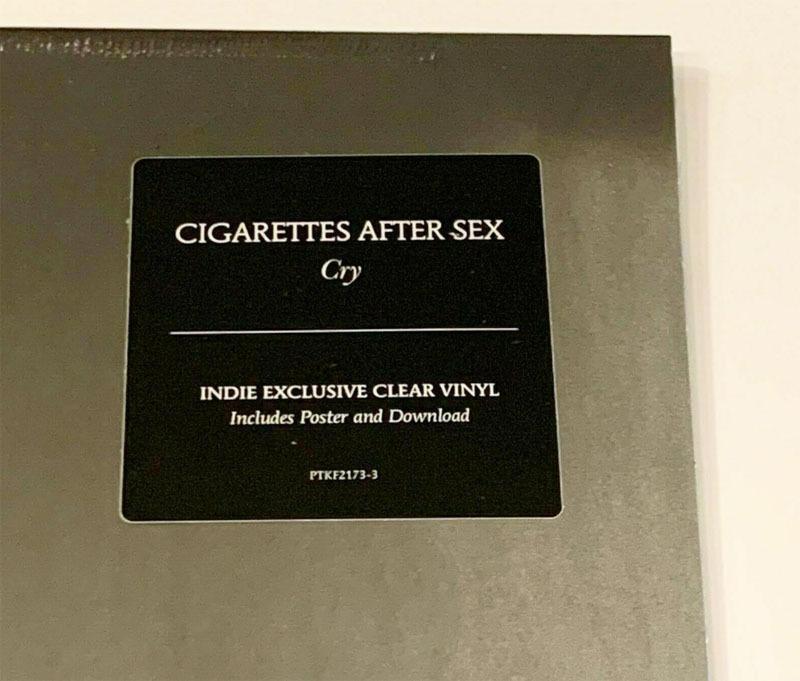 CIGARETTES AFTER SEX
Cry
INDIE EXCLUSIVE CLEAR VINYL
Includes Poster and Download
PTKF2173-3